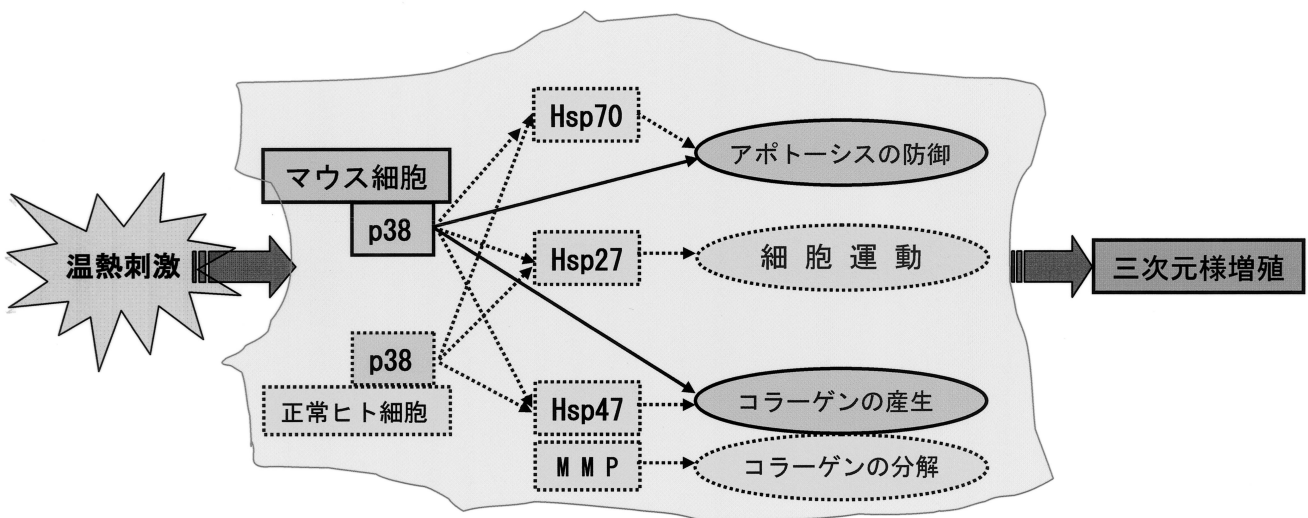 温熱刺激
マウス細胞
p38
p38
正常ヒト細胞
Hsp70
Hsp27
Hsp47
MMP
アポトーシスの防御
細胞運動
コラーゲンの産生
コラーゲンの分解
三次元様増殖